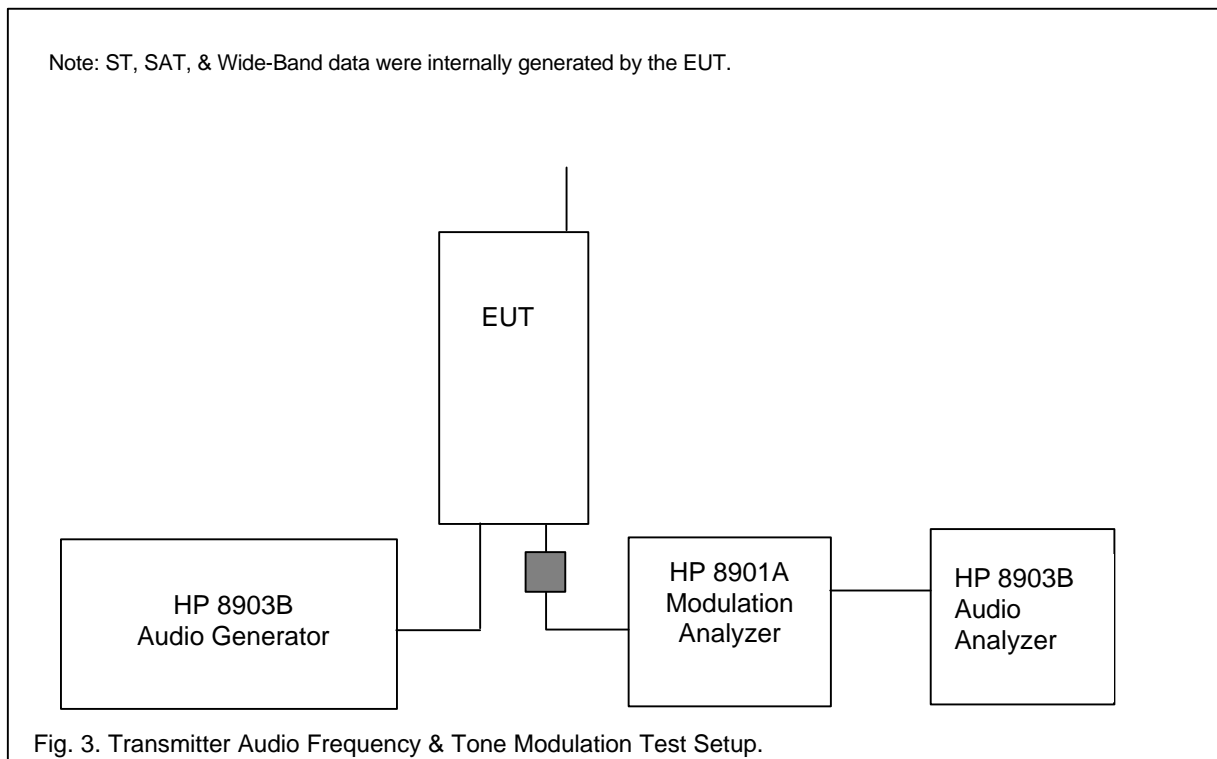 Note: ST, SAT, & Wide-Band data were internally generated by the EUT.
EUT
HP 8903B
Audio Generator
HP 8901A
Modulation
Analyzer
HP 8903B
Audio
Analyzer
Fig. 3. Transmitter Audio Frequency & Tone Modulation Test Setup.